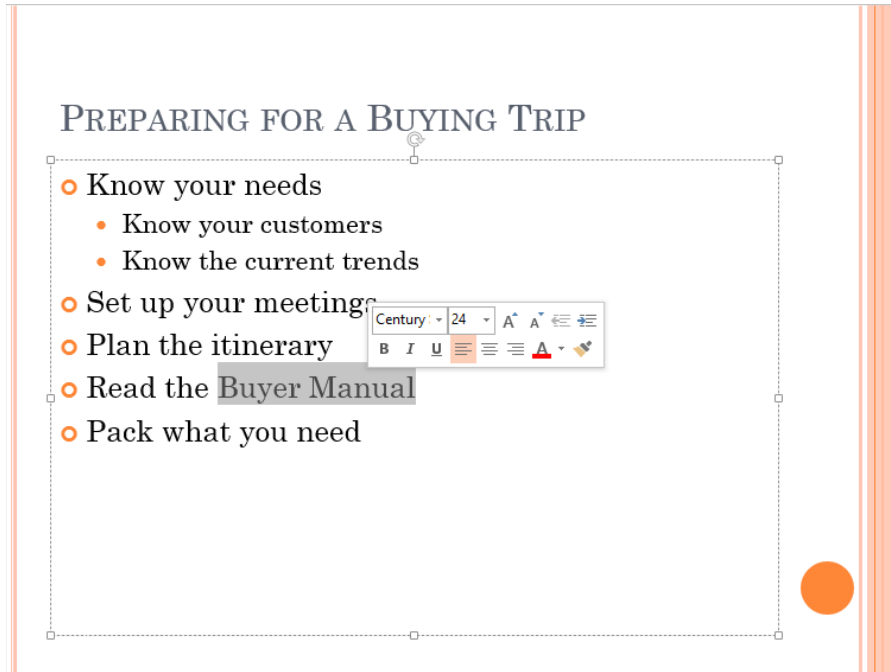 Preparing for a Buying Trip
Know your needs
Know your customers
Know the current trends
Set up your meetings
Century 24 A A
Plan the itinerary
B I U A
Read the Buyer Manual
Pack what you need